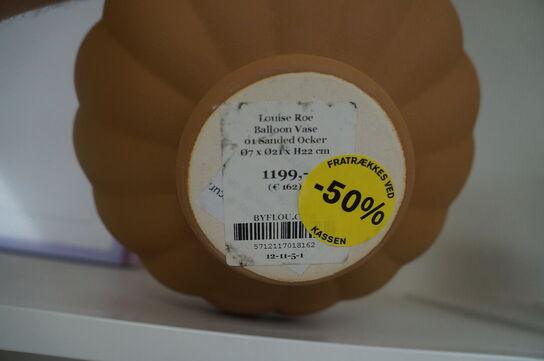 Louise Roe
Balloon Vase
01 Sanded Ocker
Ø7 x Ø21 x H22 cm
1199,-
(€ 162)
BYFLOU.
5712117018162
12-11-5-1
FRATRÆKKES VED
-50%
KASSEN